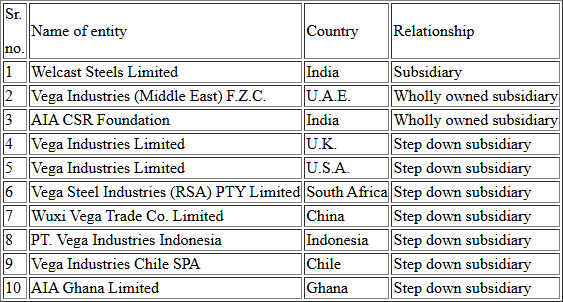 Sr. no. Name of entity Country Relationship
1 Welcast Steels Limited India Subsidiary
2 Vega Industries (Middle East) F.Z.C. U.A.E. Wholly owned subsidiary
3 AIA CSR Foundation India Wholly owned subsidiary
4 Vega Industries Limited U.K. Step down subsidiary
5 Vega Industries Limited U.S.A. Step down subsidiary
6 Vega Steel Industries (RSA) PTY Limited South Africa Step down subsidiary
7 Wuxi Vega Trade Co. Limited China Step down subsidiary
8 PT. Vega Industries Indonesia Indonesia Step down subsidiary
9 Vega Industries Chile SPA Chile Step down subsidiary
10 AIA Ghana Limited Ghana Step down subsidiary